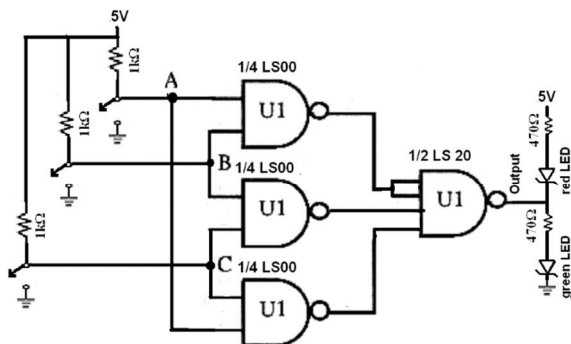 5V
1kΩ
A
1/4 LS00
U1
1kΩ
B
1/4 LS00
U1
1/2 LS 20
U1
Output
5V
470Ω
red LED
470Ω
green LED
1kΩ
C
1/4 LS00
U1